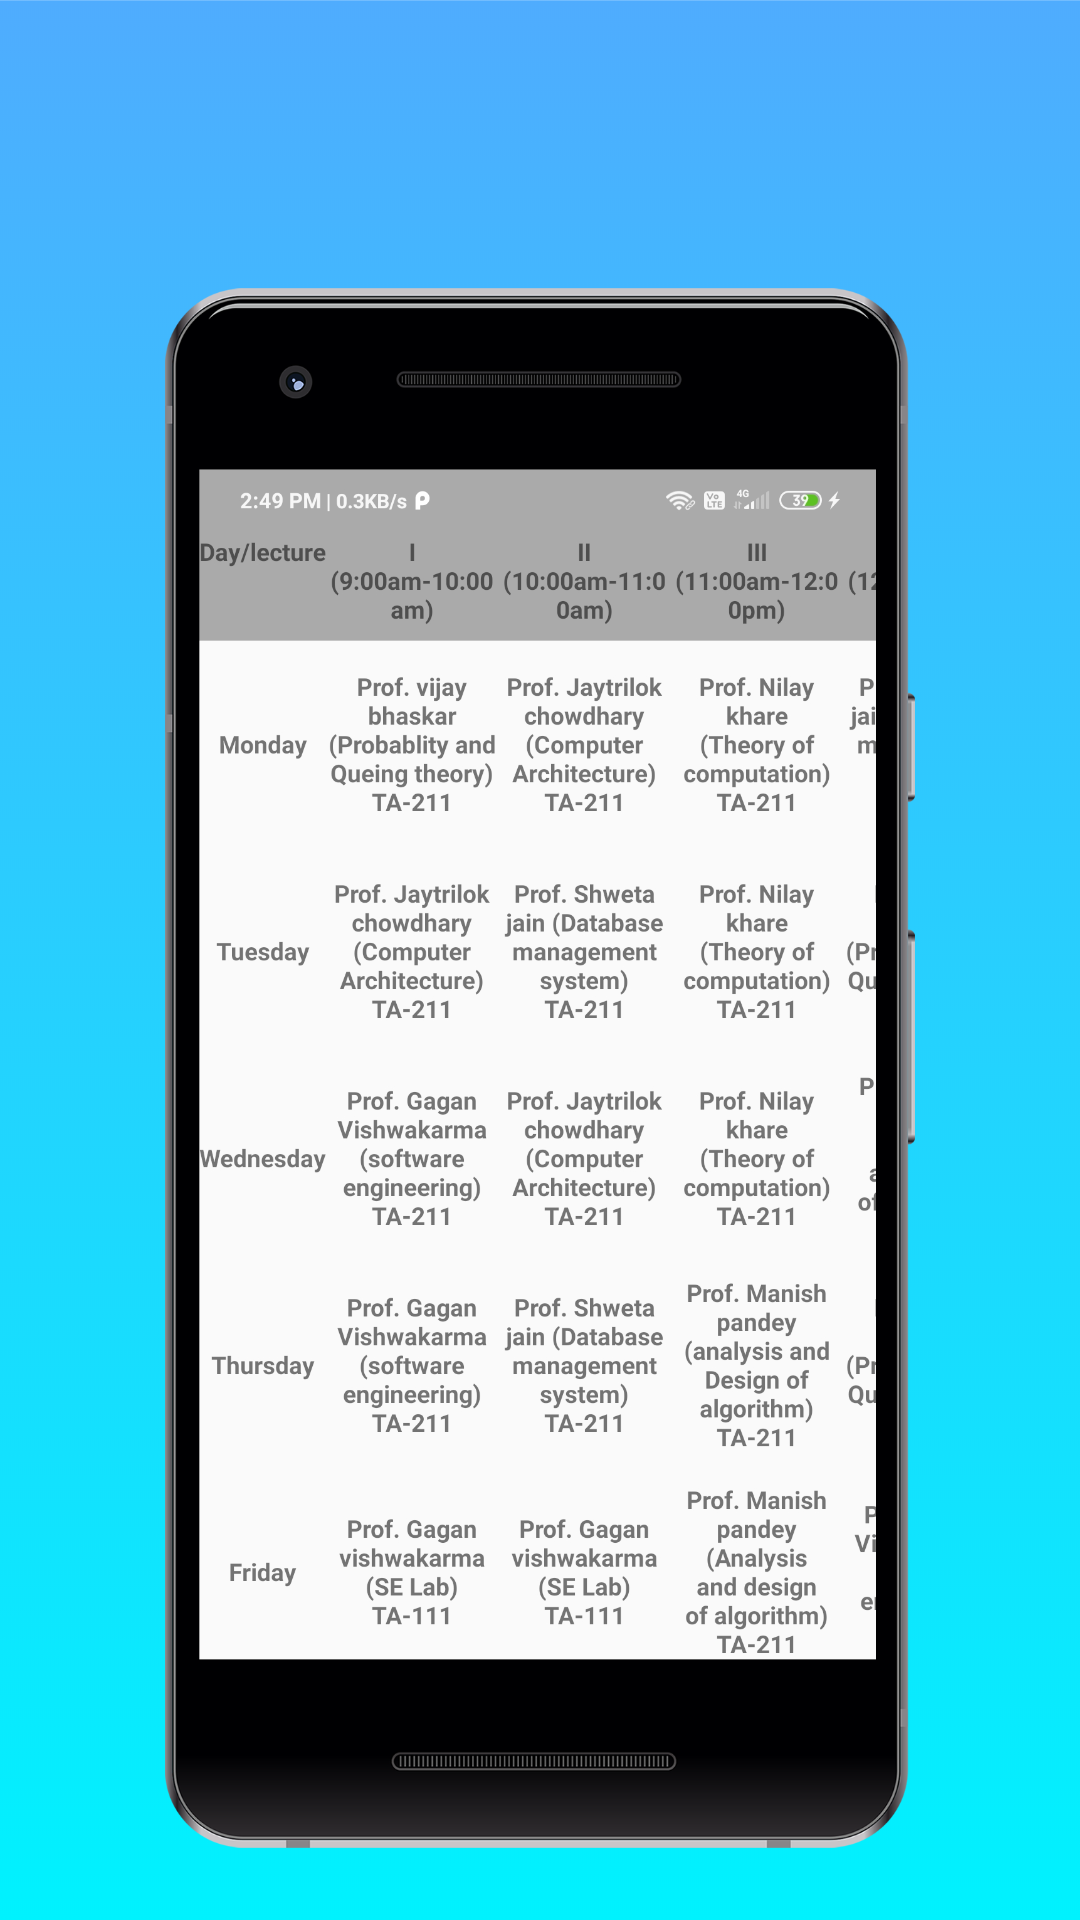 2:49 PM | 0.3KB/s
Vo LTE 4G 39
Day/lecture I II III
(9:00am-10:00 (10:00am-11:0 (11:00am-12:0 (12
am) 0am) 0pm)
Prof. vijay Prof. Jaytrilok Prof. Nilay P
bhaskar chowdhary khare jai
Monday (Probablity and (Computer (Theory of m
Queing theory) Architecture) computation)
TA-211 TA-211 TA-211
Prof. Jaytrilok Prof. Shweta Prof. Nilay
chowdhary jain (Database khare
Tuesday (Computer management (Theory of (Pr
Architecture) system) computation) Qu
TA-211 TA-211 TA-211
P
Prof. Gagan Prof. Jaytrilok Prof. Nilay
Vishwakarma chowdhary khare
Wednesday (software (Computer (Theory of
engineering) Architecture) computation) of
TA-211 TA-211 TA-211
Prof. Manish
Prof. Gagan Prof. Shweta pandey
Vishwakarma jain (Database (analysis and
Thursday (software management Design of (Pr
engineering) system) algorithm) Qu
TA-211 TA-211 TA-211
Prof. Manish
Prof. Gagan Prof. Gagan pandey P
vishwakarma vishwakarma (Analysis Vi
Friday (SE Lab) (SE Lab) and design
TA-111 TA-111 of algorithm) er
TA-211